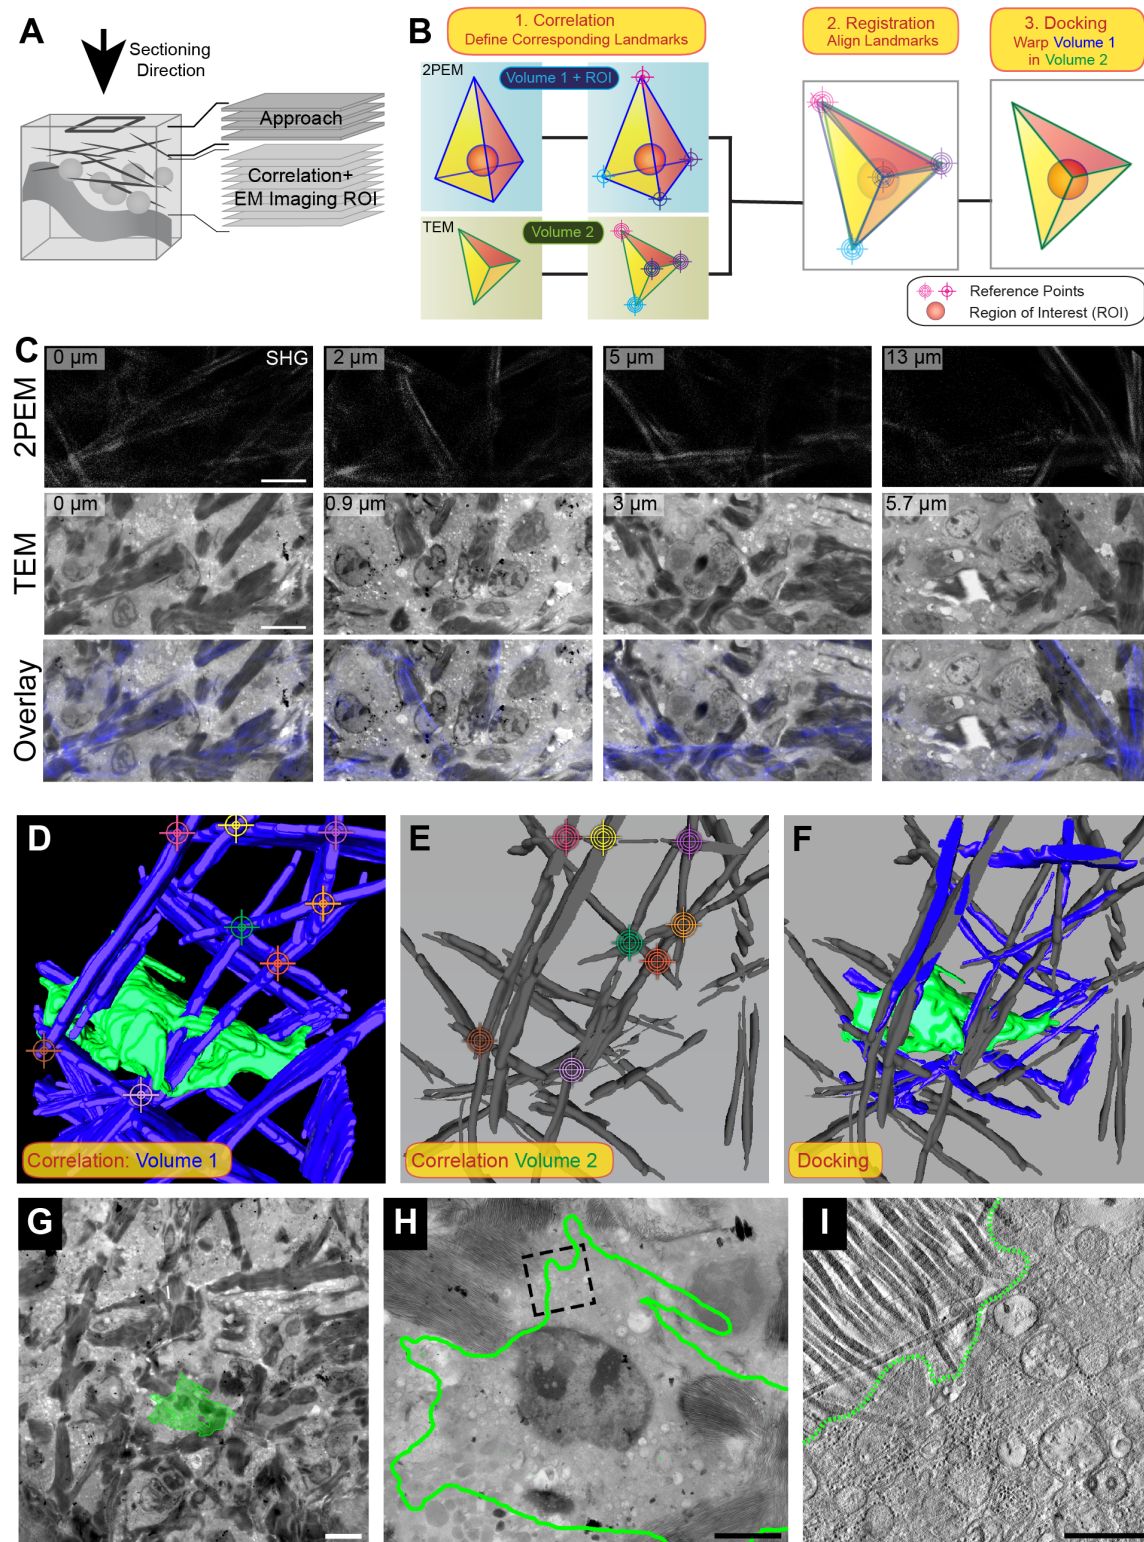 A
Sectioning
Direction
Approach
Correlation+
EM Imaging ROI
B
1. Correlation
Define Corresponding Landmarks
2. Registration
Align Landmarks
3. Docking
Warp Volume 1
in Volume 2
2PEM
Volume 1 + ROI
TEM
Volume 2
Reference Points
Region of Interest (ROI)
C
2PEM
0 µm
SHG
2 µm
5 µm
13 µm
TEM
0 µm
0.9 µm
3 µm
5.7 µm
Overlay
D
Correlation: Volume 1
E
Correlation Volume 2
F
Docking
G
H
I